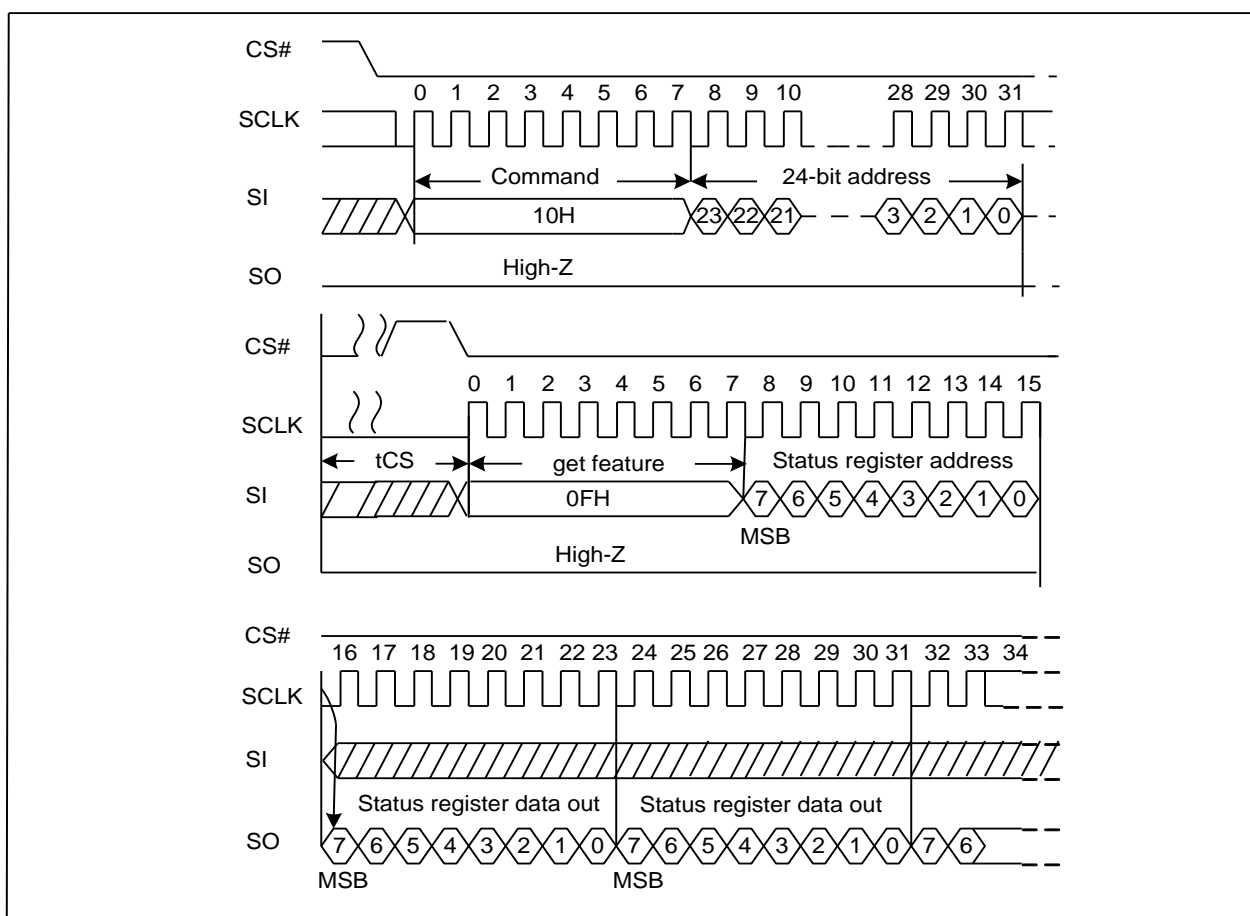 CS#
0 1 2 3 4 5 6 7 8 9 10 28 29 30 31
SCLK
Command 24-bit address
SI
10H 23 22 21 3 2 1 0
High-Z
SO
CS#
0 1 2 3 4 5 6 7 8 9 10 11 12 13 14 15
SCLK
tCS get feature Status register address
SI 0FH 7 6 5 4 3 2 1 0
MSB
High-Z
SO
CS#
16 17 18 19 20 21 22 23 24 25 26 27 28 29 30 31 32 33 34
SCLK
SI
Status register data out Status register data out
SO 7 6 5 4 3 2 1 0 7 6 5 4 3 2 1 0 7 6
MSB MSB